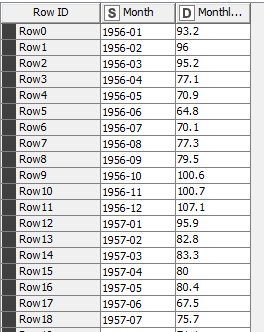 Row ID S Month D Monthl...
Row0 1956-01 93.2
Row1 1956-02 96
Row2 1956-03 95.2
Row3 1956-04 77.1
Row4 1956-05 70.9
Row5 1956-06 64.8
Row6 1956-07 70.1
Row7 1956-08 77.3
Row8 1956-09 79.5
Row9 1956-10 100.6
Row10 1956-11 100.7
Row11 1956-12 107.1
Row12 1957-01 95.9
Row13 1957-02 82.8
Row14 1957-03 83.3
Row15 1957-04 80
Row16 1957-05 80.4
Row17 1957-06 67.5
Row18 1957-07 75.7